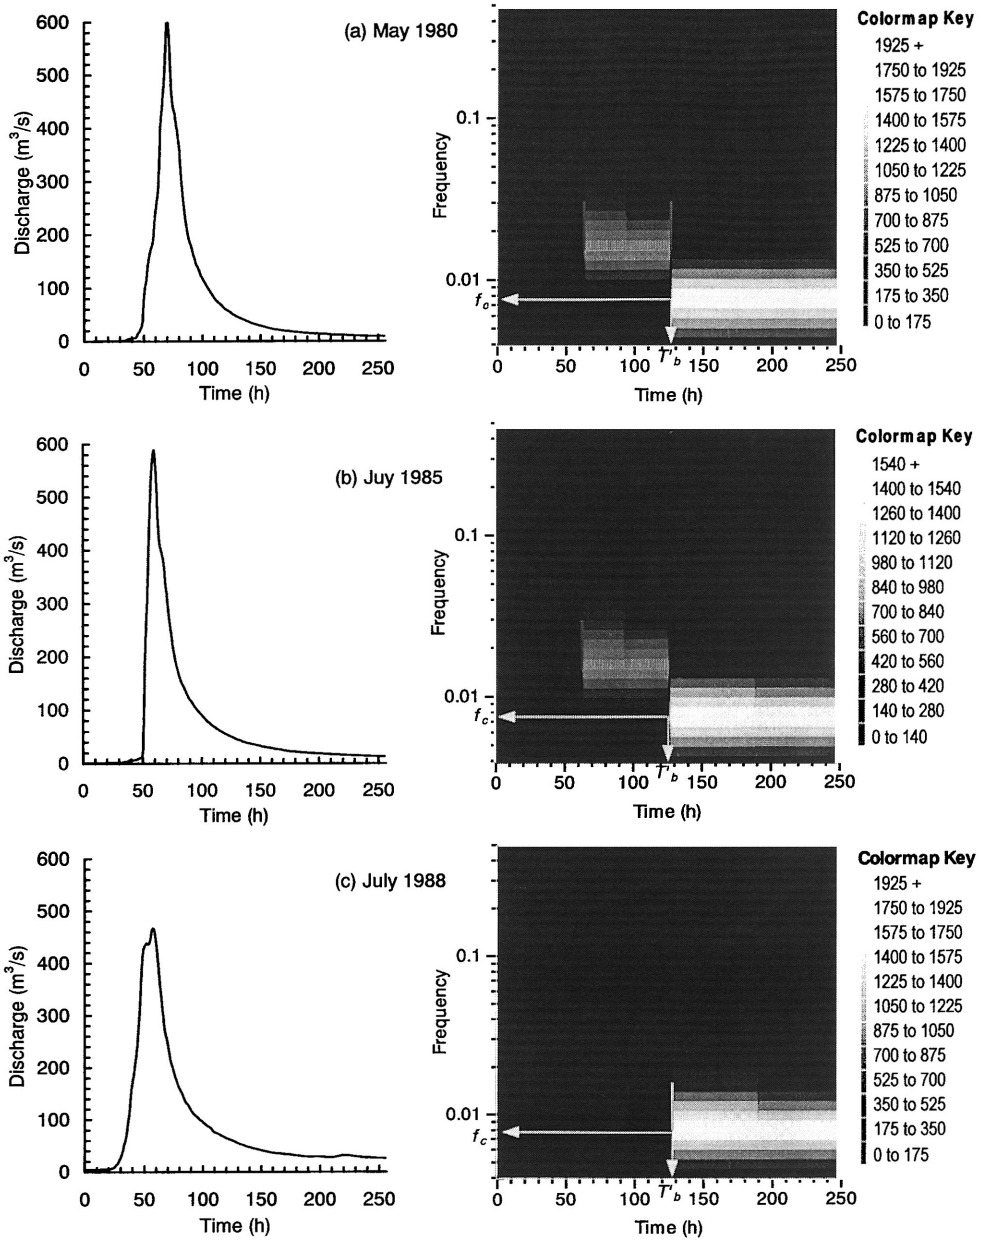 (a) May 1980
600
500
400
300
200
100
0
Discharge (m³/s)
0 50 100 150 200 250
Time (h)
0.1
0.01
Frequency
fc
T'b
0 50 100 150 200 250
Time (h)
Colormap Key
1925 +
1750 to 1925
1575 to 1750
1400 to 1575
1225 to 1400
1050 to 1225
875 to 1050
700 to 875
525 to 700
350 to 525
175 to 350
0 to 175
(b) Juy 1985
600
500
400
300
200
100
0
Discharge (m³/s)
0 50 100 150 200 250
Time (h)
0.1
0.01
Frequency
fc
T'b
0 50 100 150 200 250
Time (h)
Colormap Key
1540 +
1400 to 1540
1260 to 1400
1120 to 1260
980 to 1120
840 to 980
700 to 840
560 to 700
420 to 560
280 to 420
140 to 280
0 to 140
(c) July 1988
600
500
400
300
200
100
0
Discharge (m³/s)
0 50 100 150 200 250
Time (h)
0.1
0.01
Frequency
fc
T'b
0 50 100 150 200 250
Time (h)
Colormap Key
1925 +
1750 to 1925
1575 to 1750
1400 to 1575
1225 to 1400
1050 to 1225
875 to 1050
700 to 875
525 to 700
350 to 525
175 to 350
0 to 175